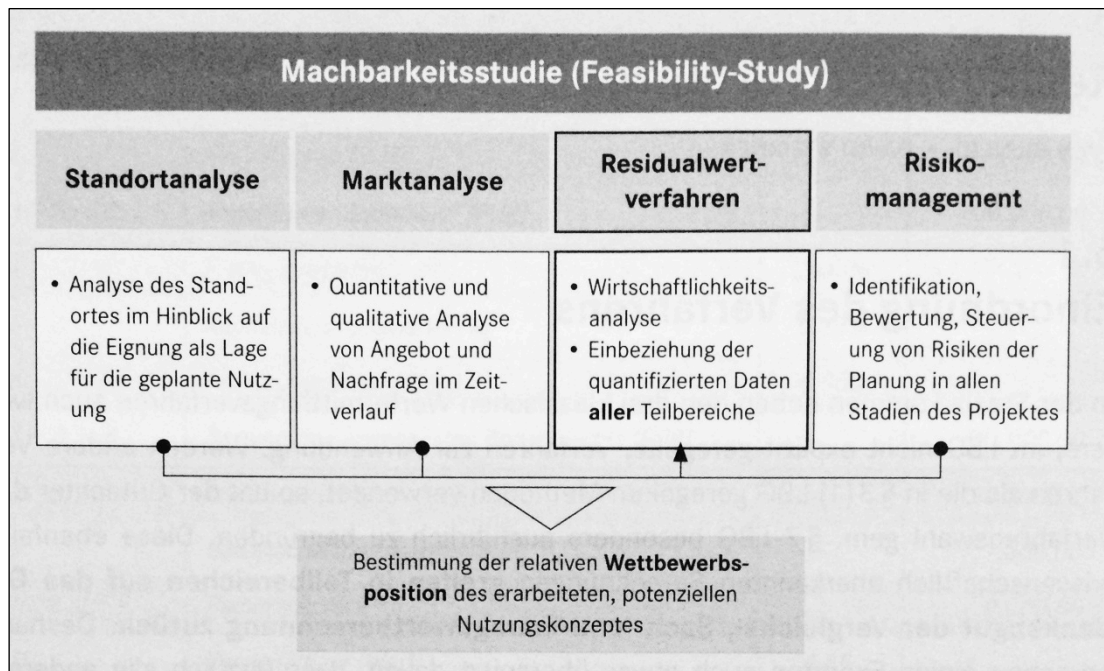 Machbarkeitsstudie (Feasibility-Study)
Standortanalyse
Marktanalyse
Residualwert-
verfahren
Risiko-
management
• Analyse des Stand-
ortes im Hinblick auf
die Eignung als Lage
für die geplante Nutz-
ung
• Quantitative und
qualitative Analyse
von Angebot und
Nachfrage im Zeit-
verlauf
• Wirtschaftlichkeits-
analyse
• Einbeziehung der
quantifizierten Daten
aller Teilbereiche
• Identifikation,
Bewertung, Steuer-
ung von Risiken der
Planung in allen
Stadien des Projektes
Bestimmung der relativen Wettbewerbs-
position des erarbeiteten, potenziellen
Nutzungskonzeptes